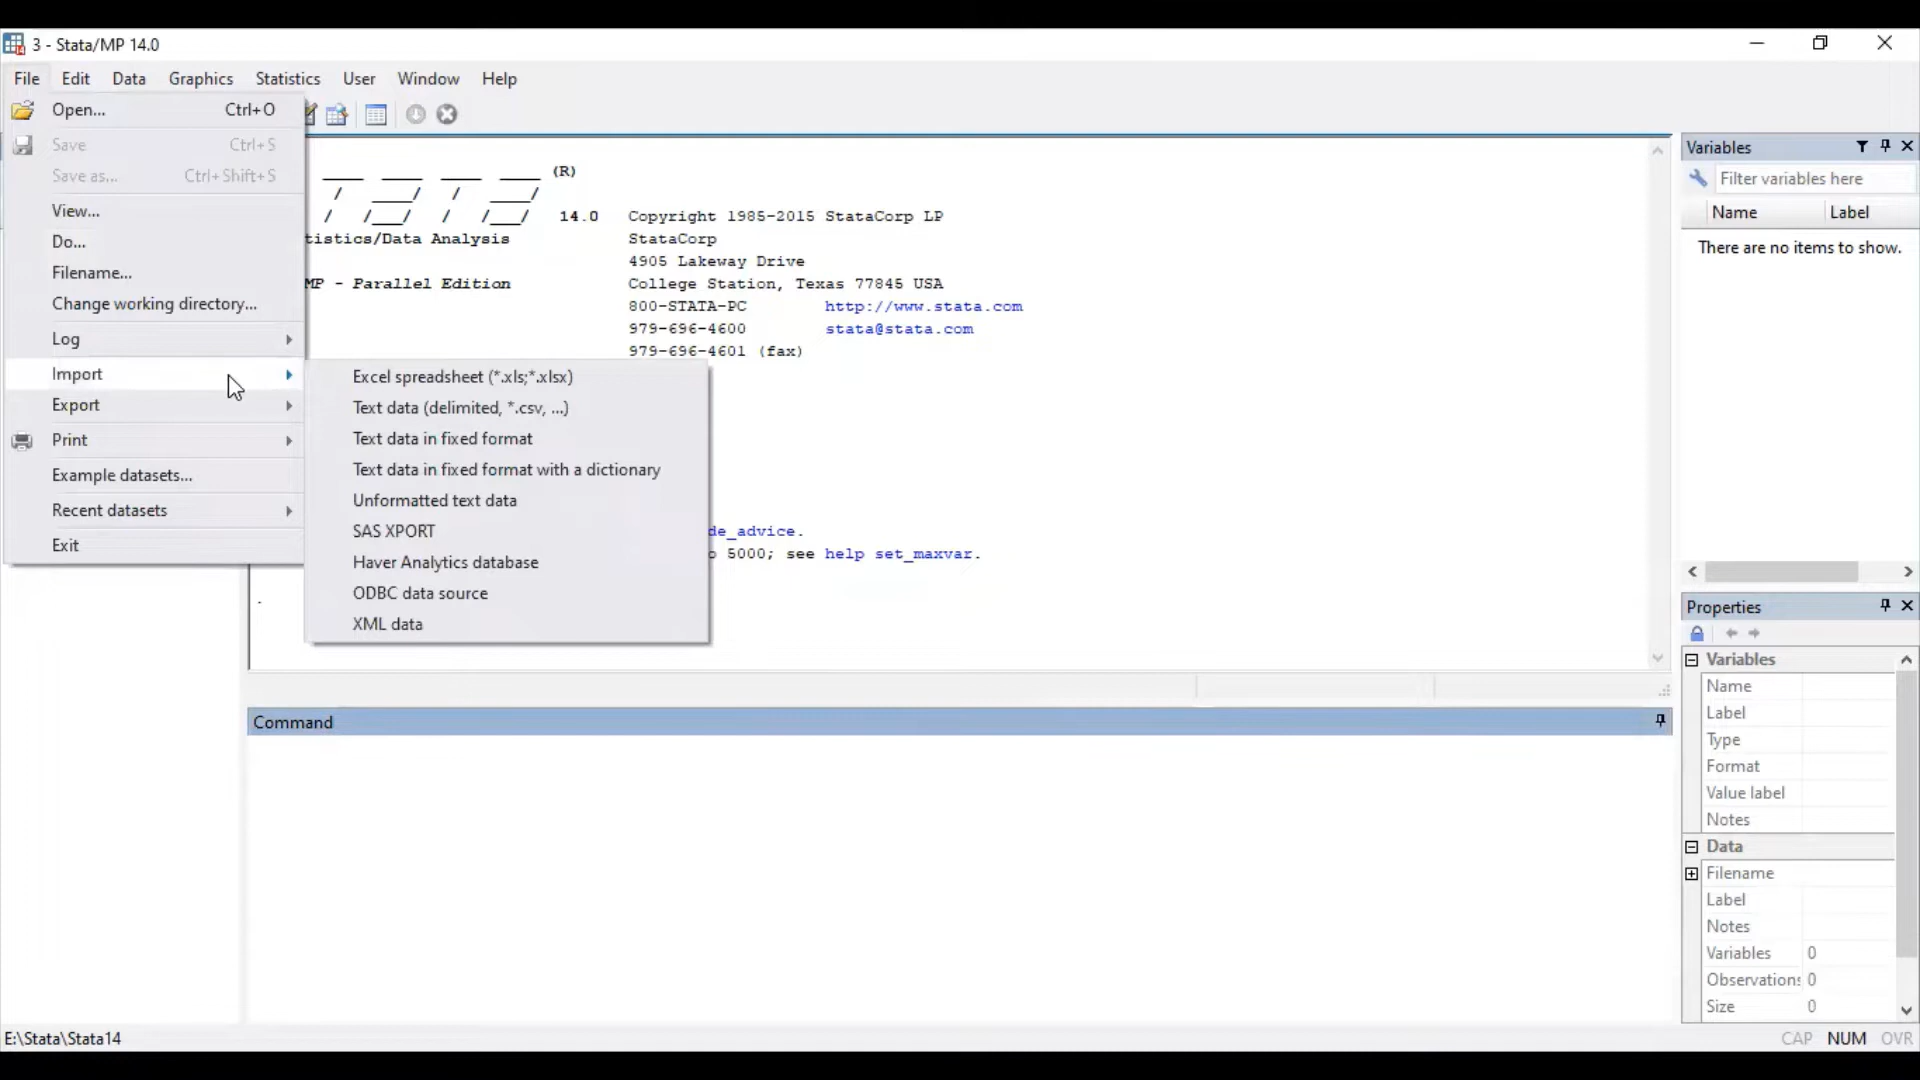 3 - Stata/MP 14.0
File Edit Data Graphics Statistics User Window Help
Open... Ctrl+O
Save Ctrl+S
Save as... Ctrl+Shift+S
View...
Do...
Filename...
Change working directory...
Log
Import
Export
Print
Example datasets...
Recent datasets
Exit
Excel spreadsheet (*.xls;*.xlsx)
Text data (delimited, *.csv, ...)
Text data in fixed format
Text data in fixed format with a dictionary
Unformatted text data
SAS XPORT
Haver Analytics database
ODBC data source
XML data
(R)
14.0 Copyright 1985-2015 StataCorp LP
tistics/Data Analysis StataCorp
4905 Lakeway Drive
MP - Parallel Edition College Station, Texas 77845 USA
800-STATA-PC http://www.stata.com
979-696-4600 stata@stata.com
979-696-4601 (fax)
de_advice.
o 5000; see help set_maxvar.
.
Command
Variables
Filter variables here
Name Label
There are no items to show.
Properties
Variables
Name
Label
Type
Format
Value label
Notes
Data
Filename
Label
Notes
Variables 0
Observations 0
Size 0
E:\Stata\Stata14
CAP NUM OVR